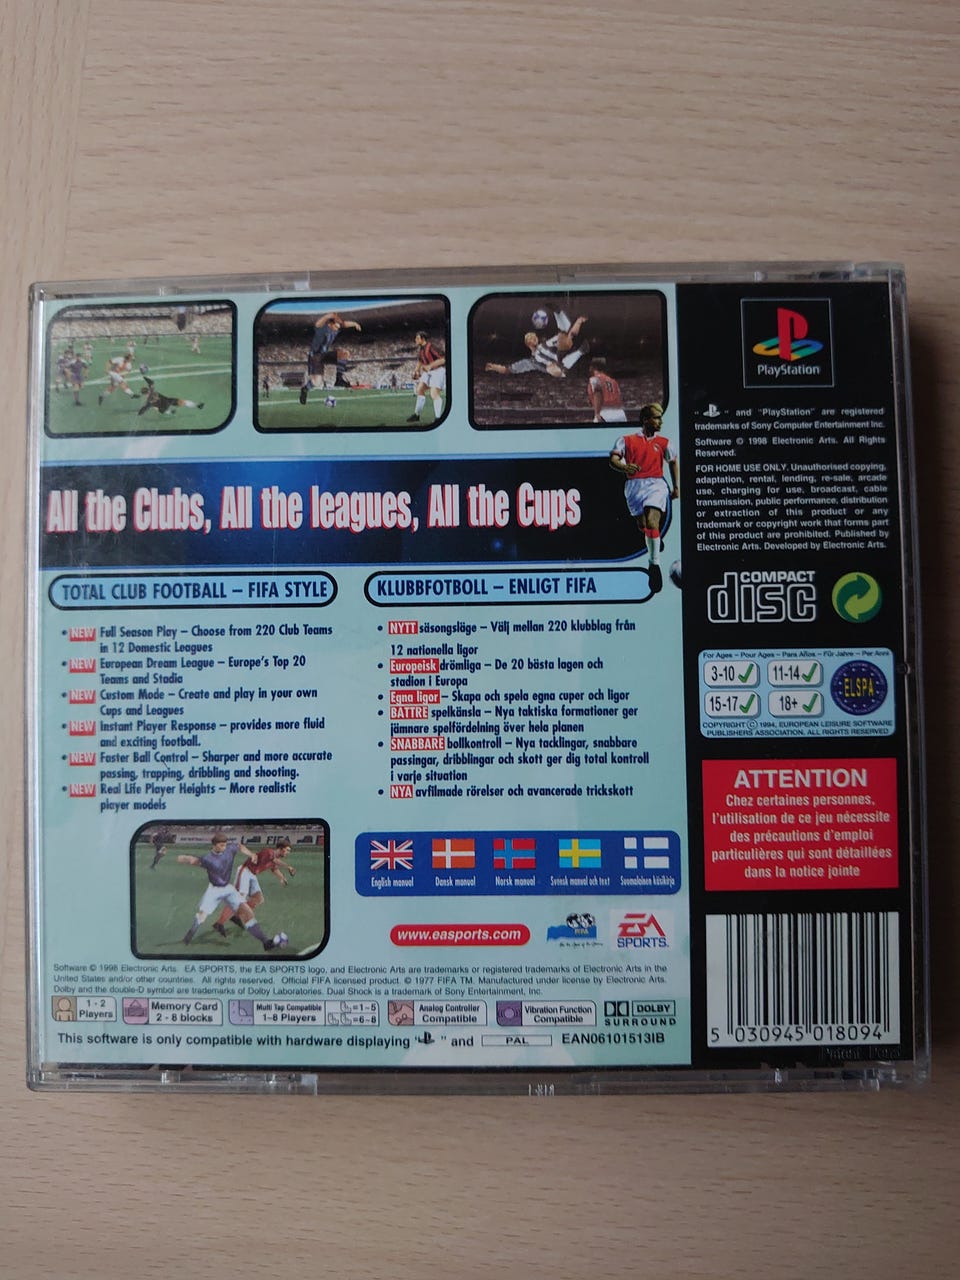 All the Clubs, All the leagues, All the Cups
TOTAL CLUB FOOTBALL – FIFA STYLE
• NEW Full Season Play – Choose from 220 Club Teams
in 12 Domestic Leagues
• NEW European Dream League – Europe's Top 20
Teams and Stadia
• NEW Custom Mode – Create and play in your own
Cups and Leagues
• NEW Instant Player Response – provides more fluid
and exciting football.
• NEW Faster Ball Control – Sharper and more accurate
passing, trapping, dribbling and shooting.
• NEW Real Life Player Heights – More realistic
player models
KLUBBFOTBOLL – ENLIGT FIFA
• NYTT säsongsläge – Välj mellan 220 klubblag från
12 nationella ligor
• Europeisk drömliga – De 20 bästa lagen och
stadion i Europa
• Egna ligor – Skapa och spela egna cuper och ligor
BÄTTRE spelkänsla – Nya taktiska formationer ger
jämnare spelfördelning över hela planen
• SNABBARE bollkontroll – Nya tacklingar, snabbare
passingar, dribblingar och skott ger dig total kontroll
i varje situation
• NYA avfilmade rörelser och avancerade trickskott
English manual
Dansk manual
Norsk manual
Svensk manual och text
Suomalainen käsikirja
FIFA
www.easports.com
FIFA
EA
SPORTS.
Software © 1998 Electronic Arts. EA SPORTS, the EA SPORTS logo, and Electronic Arts are trademarks or registered trademarks of Electronic Arts in the
United States and/or other countries. All rights reserved. Official FIFA licensed product. © 1977 FIFA TM. Manufactured under license by Electronic Arts.
Dolby and the double-D symbol are trademarks of Dolby Laboratories. Dual Shock is a trademark of Sony Entertainment, Inc.
1 - 2
Players
Memory Card
2 - 8 blocks
Multi Tap Compatible
1–8 Players
=1–5
=6–8
Analog Controller
Compatible
Vibration Function
Compatible
DOLBY
SURROUND
This software is only compatible with hardware displaying " " and PAL EAN06101513IB
PlayStation
" " and "PlayStation" are registered
trademarks of Sony Computer Entertainment Inc.
Software © 1998 Electronic Arts. All Rights
Reserved.
FOR HOME USE ONLY. Unauthorised copying,
adaptation, rental, lending, re-sale, arcade
use, charging for use, broadcast, cable
transmission, public performance, distribution
or extraction of this product or any
trademark or copyright work that forms part
of this product are prohibited. Published by
Electronic Arts. Developed by Electronic Arts.
COMPACT
disc
For Ages – Pour Ages – Para Años – Für Jahre – Per Anni
3-10 11-14
15-17 18+
ELSPA
COPYRIGHT © 1994, EUROPEAN LEISURE SOFTWARE
PUBLISHERS ASSOCIATION. ALL RIGHTS RESERVED
ATTENTION
Chez certaines personnes,
l'utilisation de ce jeu nécessite
des précautions d'emploi
particulières qui sont détaillées
dans la notice jointe
5 030945 018094
Patent Pend